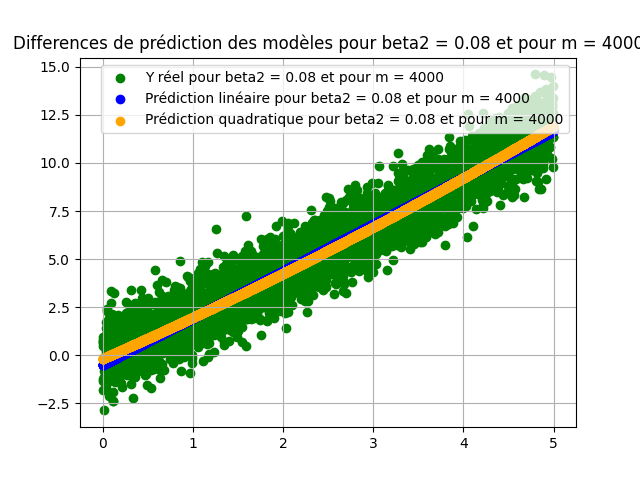 Differences de prédiction des modèles pour beta2 = 0.08 et pour m = 4000
15.0
12.5
10.0
7.5
5.0
2.5
0.0
−2.5
Y réel pour beta2 = 0.08 et pour m = 4000
Prédiction linéaire pour beta2 = 0.08 et pour m = 4000
Prédiction quadratique pour beta2 = 0.08 et pour m = 4000
0 1 2 3 4 5